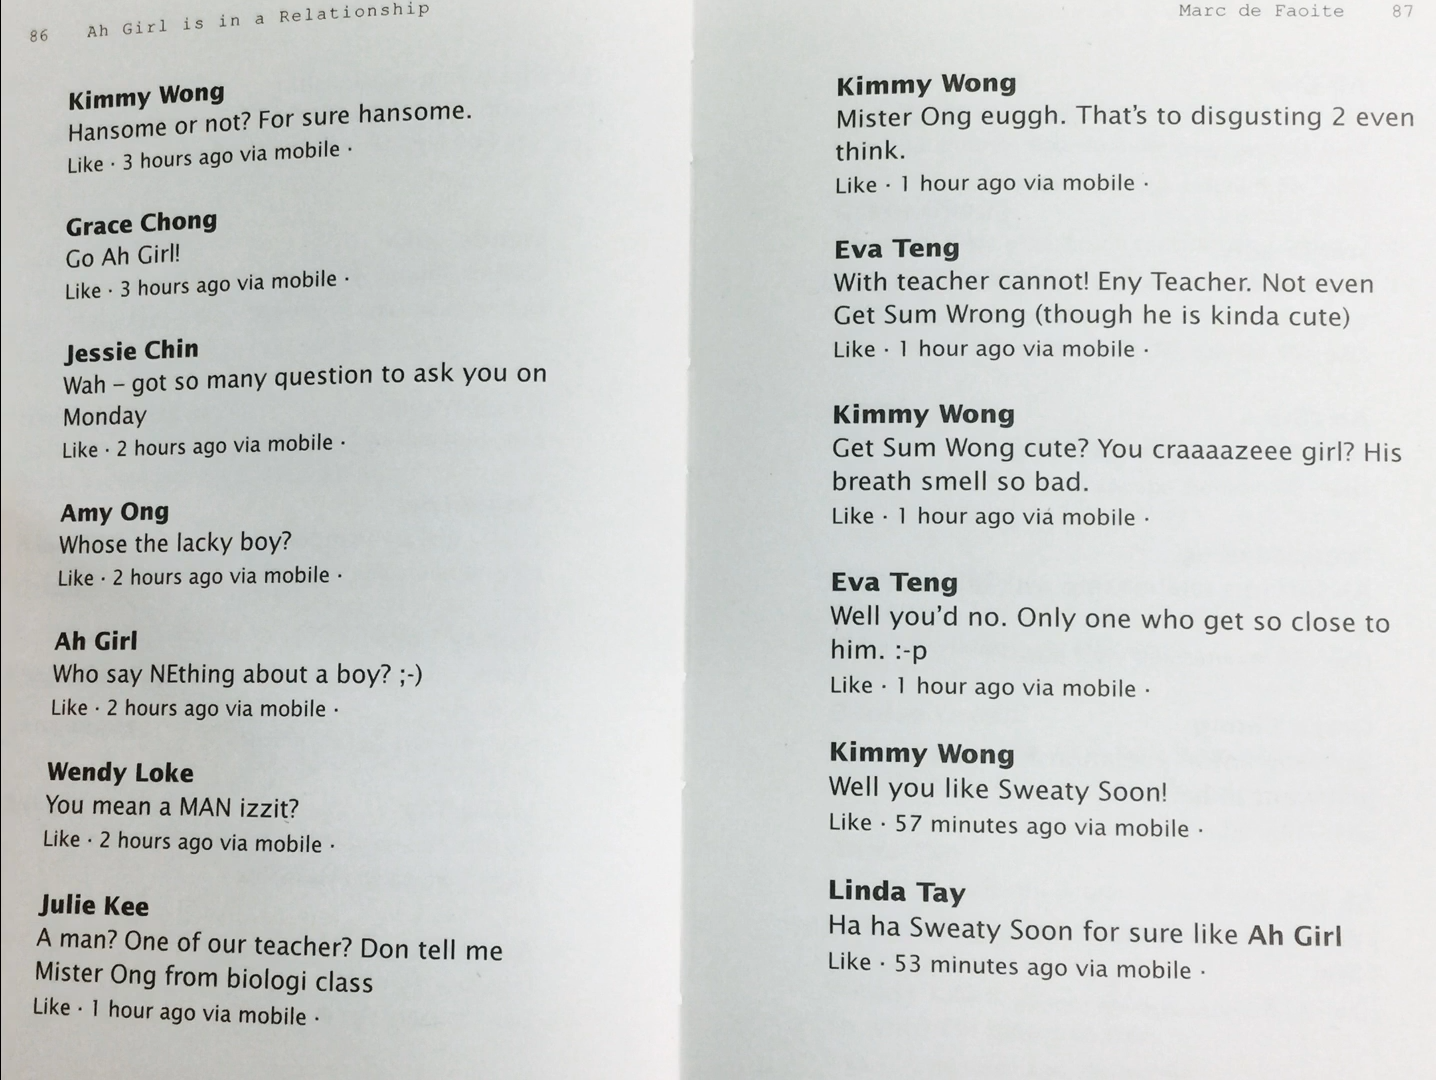 86 Ah Girl is in a Relationship
Kimmy Wong
Hansome or not? For sure hansome.
Like · 3 hours ago via mobile ·
Grace Chong
Go Ah Girl!
Like · 3 hours ago via mobile ·
Jessie Chin
Wah – got so many question to ask you on
Monday
Like · 2 hours ago via mobile ·
Amy Ong
Whose the lacky boy?
Like · 2 hours ago via mobile ·
Ah Girl
Who say NEthing about a boy? ;-)
Like · 2 hours ago via mobile ·
Wendy Loke
You mean a MAN izzit?
Like · 2 hours ago via mobile ·
Julie Kee
A man? One of our teacher? Don tell me
Mister Ong from biologi class
Like · 1 hour ago via mobile ·
Marc de Faoite 87
Kimmy Wong
Mister Ong euggh. That's to disgusting 2 even
think.
Like · 1 hour ago via mobile ·
Eva Teng
With teacher cannot! Eny Teacher. Not even
Get Sum Wrong (though he is kinda cute)
Like · 1 hour ago via mobile ·
Kimmy Wong
Get Sum Wong cute? You craaaazeee girl? His
breath smell so bad.
Like · 1 hour ago via mobile ·
Eva Teng
Well you'd no. Only one who get so close to
him. :-p
Like · 1 hour ago via mobile ·
Kimmy Wong
Well you like Sweaty Soon!
Like · 57 minutes ago via mobile ·
Linda Tay
Ha ha Sweaty Soon for sure like Ah Girl
Like · 53 minutes ago via mobile ·